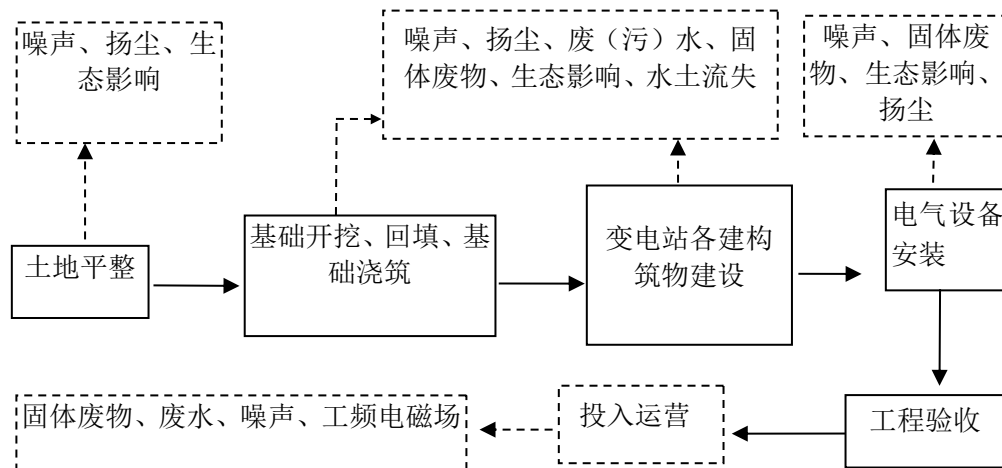 噪声、扬尘、生
态影响
噪声、扬尘、废（污）水、固
体废物、生态影响、水土流失
噪声、固体废
物、生态影响、
扬尘
土地平整
基础开挖、回填、基
础浇筑
变电站各建构
筑物建设
电气设备
安装
固体废物、废水、噪声、工频电磁场
投入运营
工程验收